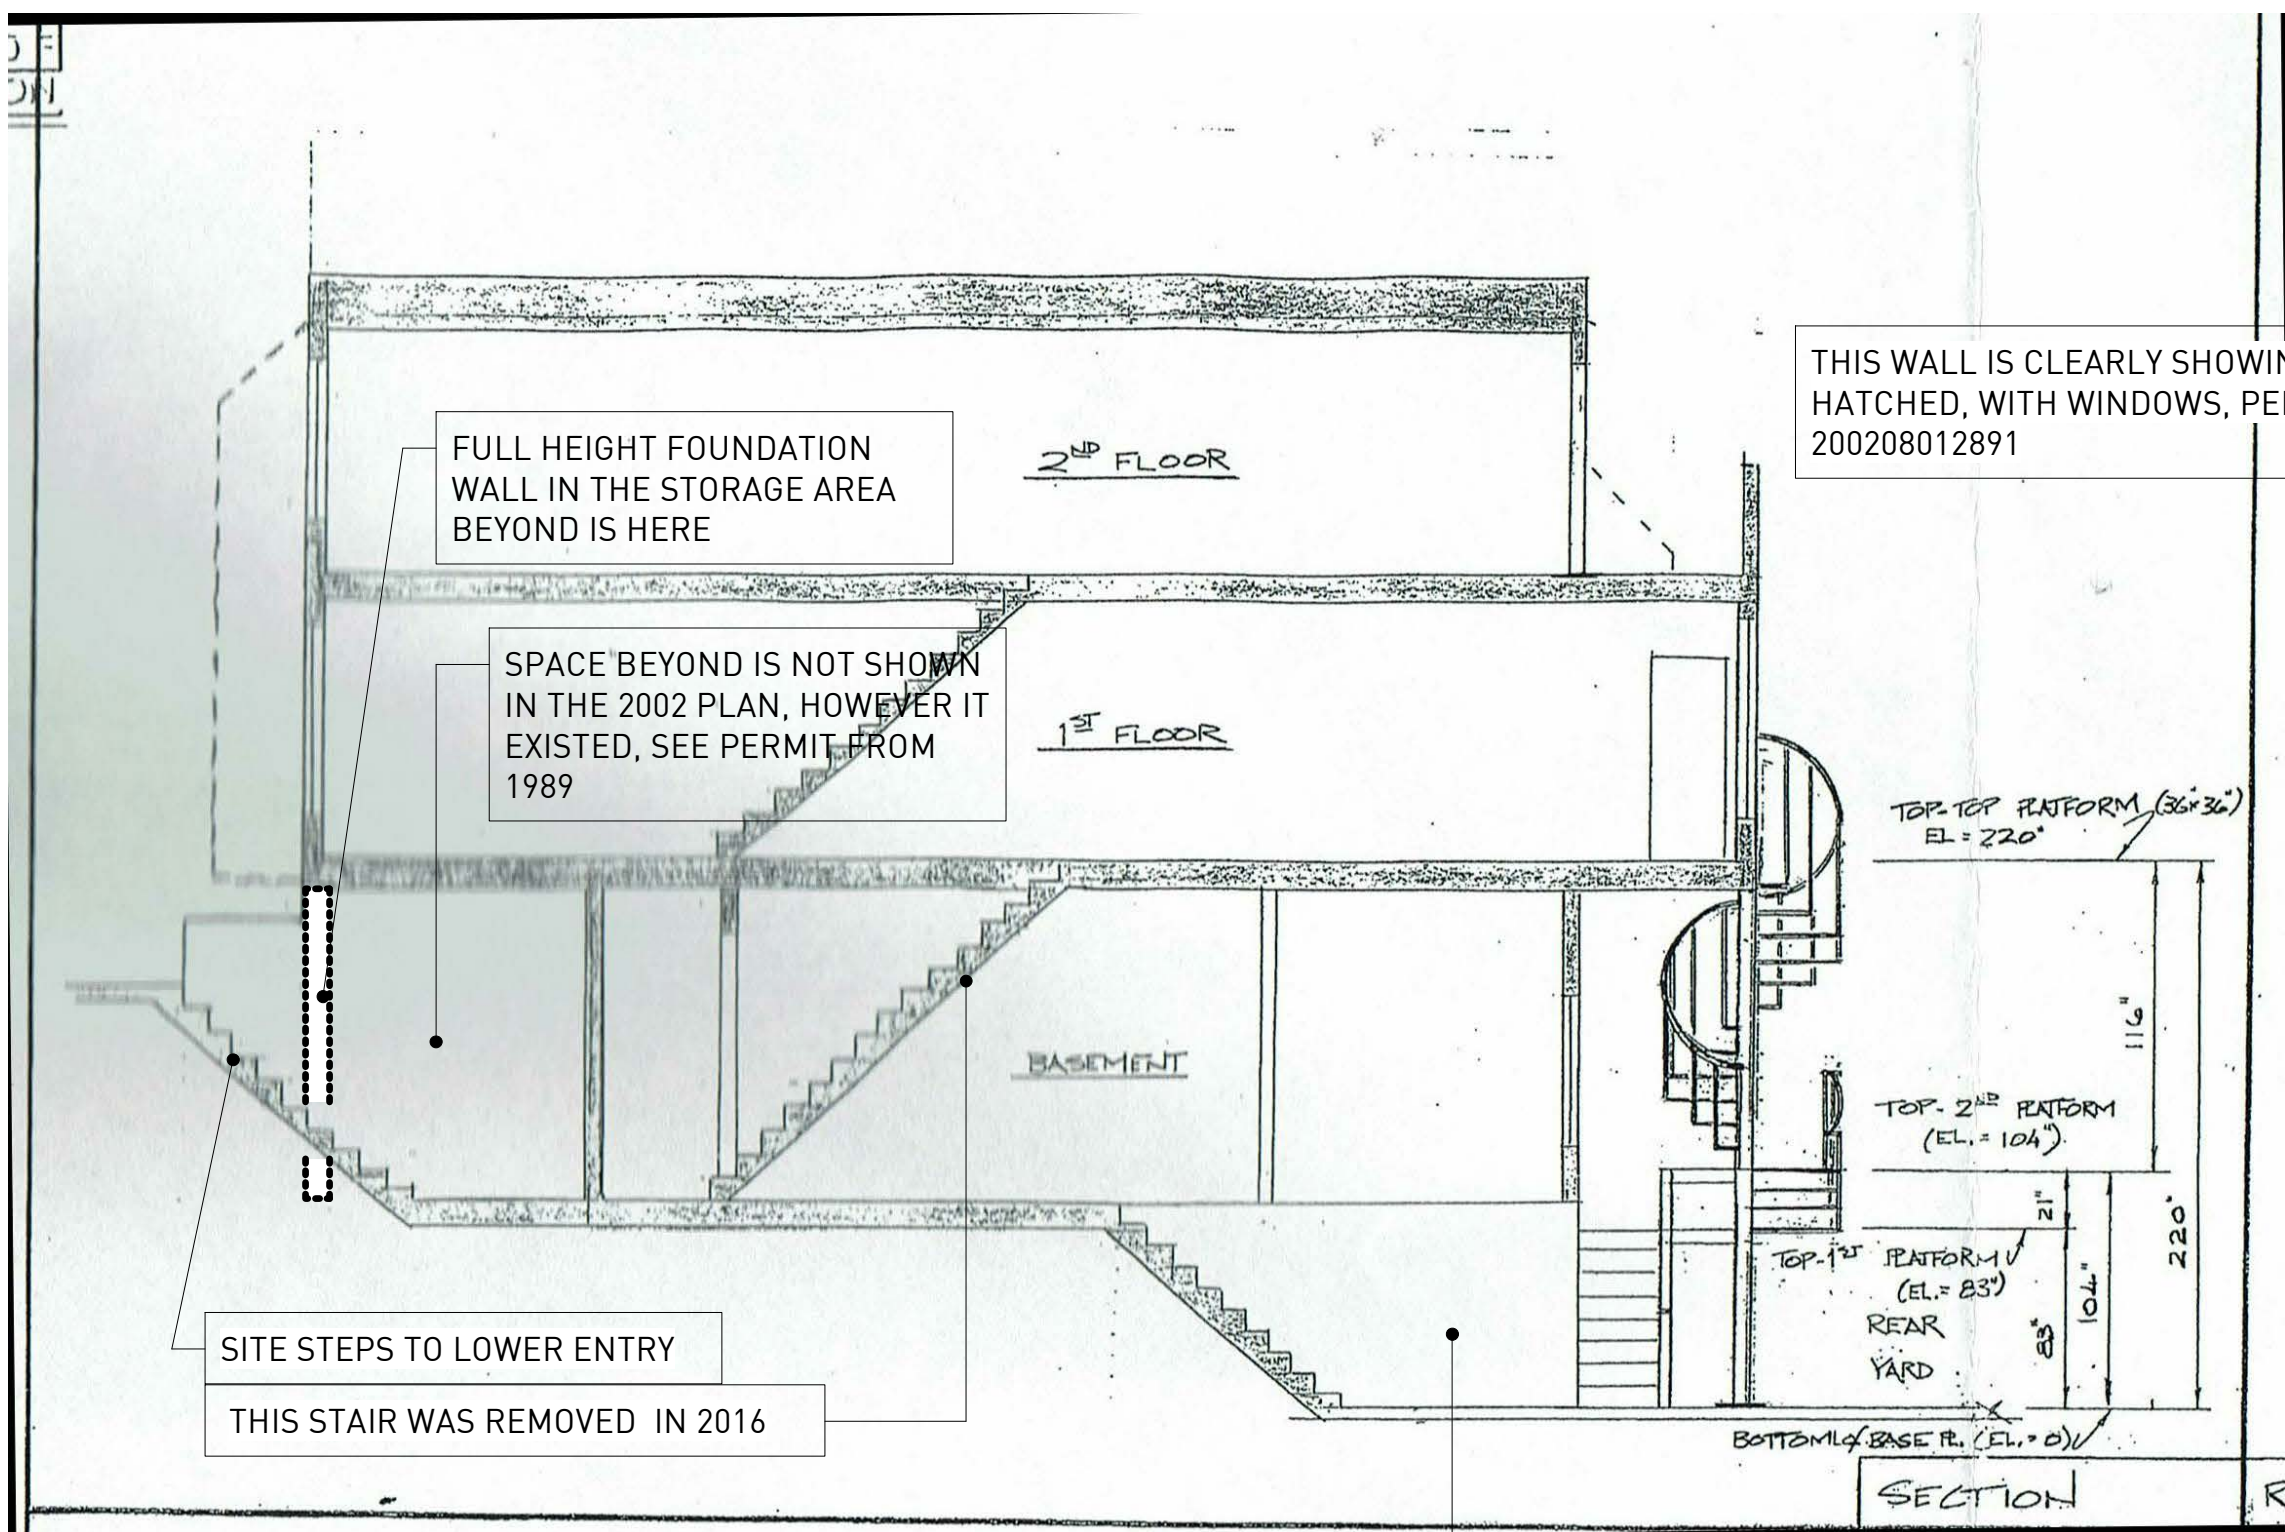 ON
THIS WALL IS CLEARLY SHOWIN
HATCHED, WITH WINDOWS, PE
200208012891
FULL HEIGHT FOUNDATION
WALL IN THE STORAGE AREA
BEYOND IS HERE
2ND FLOOR
SPACE BEYOND IS NOT SHOWN
IN THE 2002 PLAN, HOWEVER IT
EXISTED, SEE PERMIT FROM
1989
1ST FLOOR
TOP-TOP PLATFORM (36"x36")
EL = 220"
116"
BASEMENT
TOP-2ND PLATFORM
(EL. = 104")
21"
220"
TOP-1ST PLATFORM
(EL. = 83")
104"
83"
REAR
YARD
SITE STEPS TO LOWER ENTRY
THIS STAIR WAS REMOVED IN 2016
BOTTOM OF BASE PL. (EL. = 0)
SECTION
R